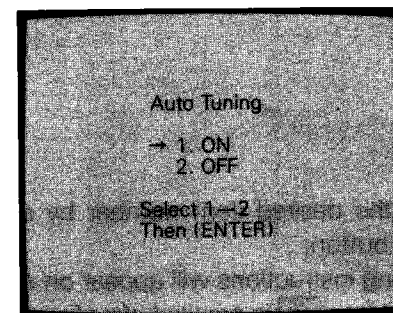 Auto Tuning
→ 1. ON
2. OFF
Select 1—2
Then (ENTER)